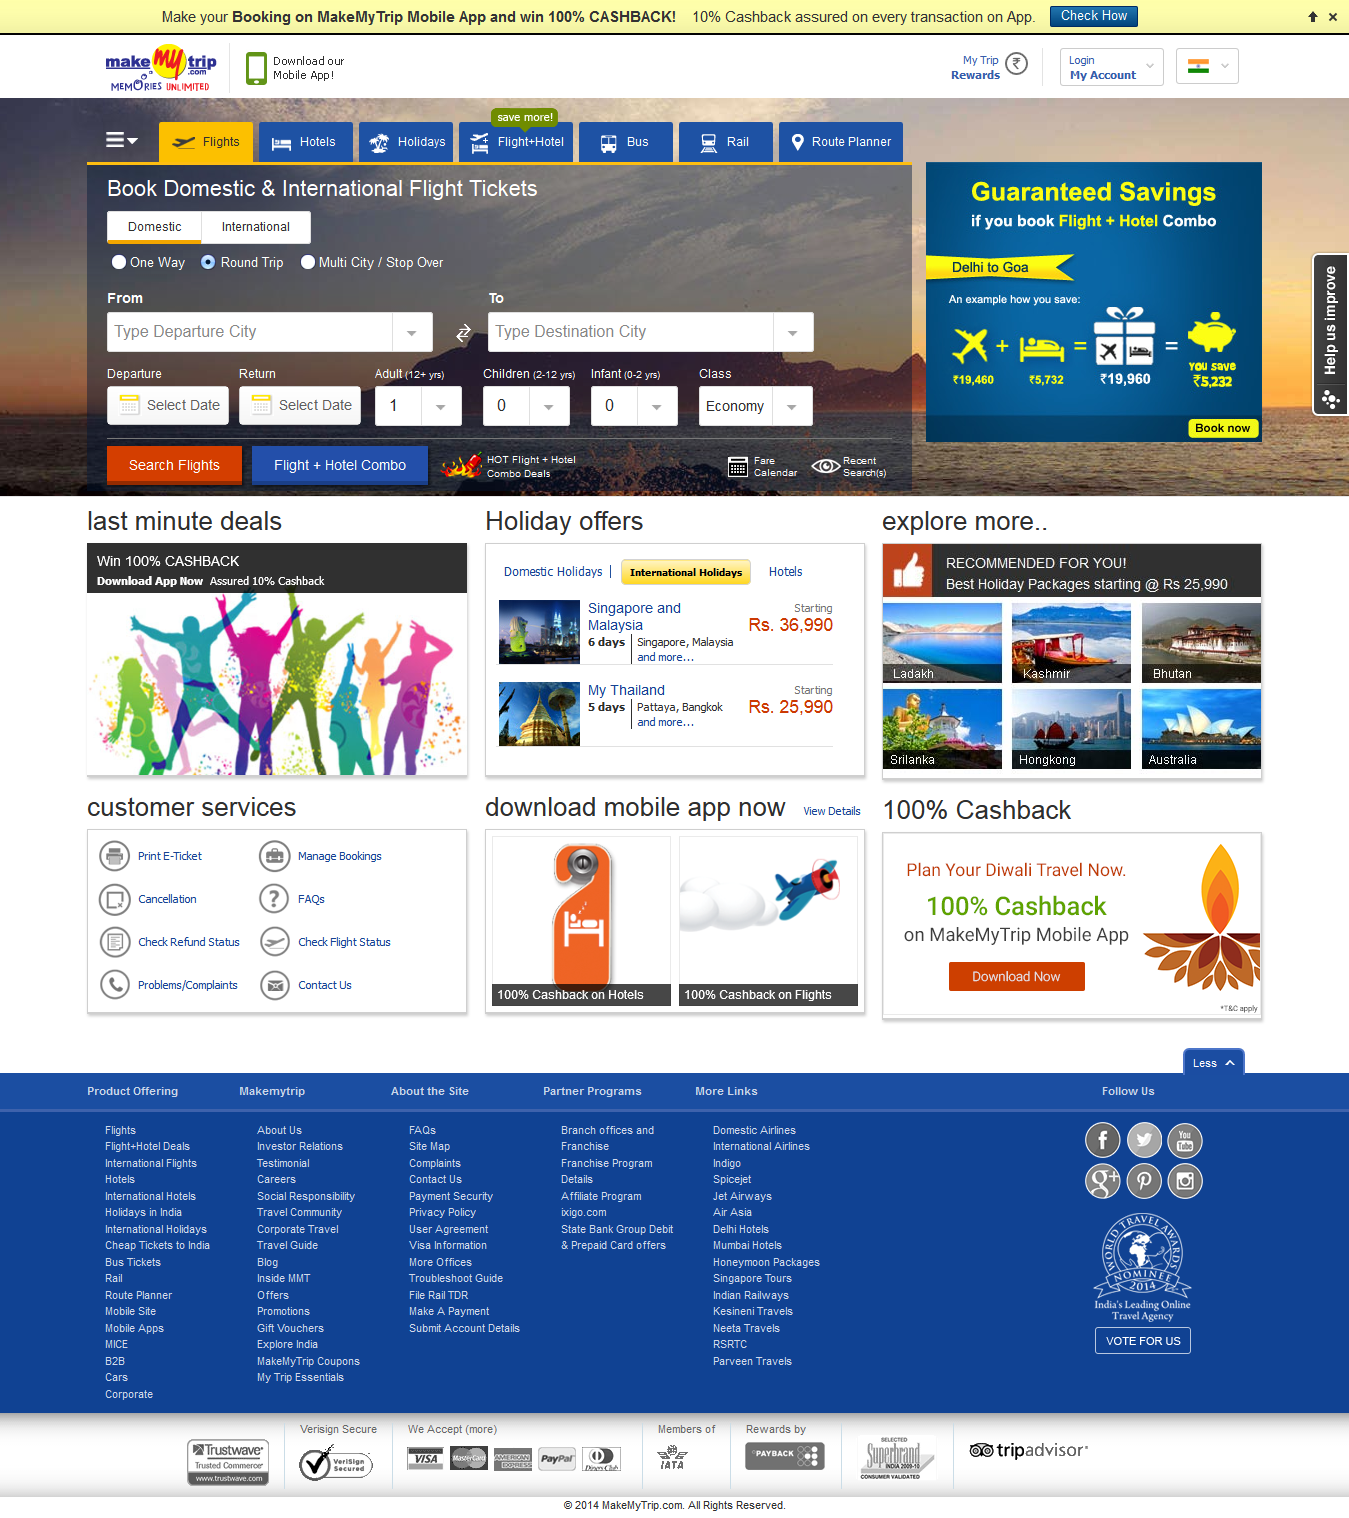 Make your Booking on MakeMyTrip Mobile App and win 100% CASHBACK! 10% Cashback assured on every transaction on App. Check How
make my trip .com
MEMORIES UNLIMITED
Download our
Mobile App!
My Trip
Rewards
Login
My Account
save more!
Flights Hotels Holidays Flight+Hotel Bus Rail Route Planner
Book Domestic & International Flight Tickets
Domestic International
One Way Round Trip Multi City / Stop Over
From To
Type Departure City Type Destination City
Departure Return Adult (12+ yrs) Children (2-12 yrs) Infant (0-2 yrs) Class
Select Date Select Date 1 0 0 Economy
Search Flights Flight + Hotel Combo
HOT Flight + Hotel
Combo Deals
Fare
Calendar
Recent
Search(s)
Guaranteed Savings
if you book Flight + Hotel Combo
Delhi to Goa
An example how you save:
+ = =
₹19,460 ₹5,732 ₹19,960
You save
₹5,232
Book now
Help us improve
last minute deals
Win 100% CASHBACK
Download App Now Assured 10% Cashback
Holiday offers
Domestic Holidays International Holidays Hotels
Singapore and
Malaysia
6 days Singapore, Malaysia
and more...
Starting
Rs. 36,990
My Thailand
5 days Pattaya, Bangkok
and more...
Starting
Rs. 25,990
explore more..
RECOMMENDED FOR YOU!
Best Holiday Packages starting @ Rs 25,990
Ladakh Kashmir Bhutan
Srilanka Hongkong Australia
customer services
Print E-Ticket Manage Bookings
Cancellation FAQs
Check Refund Status Check Flight Status
Problems/Complaints Contact Us
download mobile app now View Details
100% Cashback on Hotels 100% Cashback on Flights
100% Cashback
Plan Your Diwali Travel Now.
100% Cashback
on MakeMyTrip Mobile App
Download Now
*T&C apply
Less
Product Offering
Flights
Flight+Hotel Deals
International Flights
Hotels
International Hotels
Holidays in India
International Holidays
Cheap Tickets to India
Bus Tickets
Rail
Route Planner
Mobile Site
Mobile Apps
MICE
B2B
Cars
Corporate
Makemytrip
About Us
Investor Relations
Testimonial
Careers
Social Responsibility
Travel Community
Corporate Travel
Travel Guide
Blog
Inside MMT
Offers
Promotions
Gift Vouchers
Explore India
MakeMyTrip Coupons
My Trip Essentials
About the Site
FAQs
Site Map
Complaints
Contact Us
Payment Security
Privacy Policy
User Agreement
Visa Information
More Offices
Troubleshoot Guide
File Rail TDR
Make A Payment
Submit Account Details
Partner Programs
Branch offices and
Franchise
Franchise Program
Details
Affiliate Program
ixigo.com
State Bank Group Debit
& Prepaid Card offers
More Links
Domestic Airlines
International Airlines
Indigo
Spicejet
Jet Airways
Air Asia
Delhi Hotels
Mumbai Hotels
Honeymoon Packages
Singapore Tours
Indian Railways
Kesineni Travels
Neeta Travels
RSRTC
Parveen Travels
Follow Us
You
Tube
WORLD TRAVEL AWARDS
NOMINEE
2014
India's Leading Online
Travel Agency
VOTE FOR US
Trustwave
Trusted Commerce
www.trustwave.com
Verisign Secure
VeriSign
Secured
We Accept (more)
VISA MasterCard AMERICAN EXPRESS PayPal Diners Club
Members of
IATA
Rewards by
PAYBACK
SELECTED
Superbrand
INDIA 2009-10
CONSUMER VALIDATED
tripadvisor
© 2014 MakeMyTrip.com. All Rights Reserved.